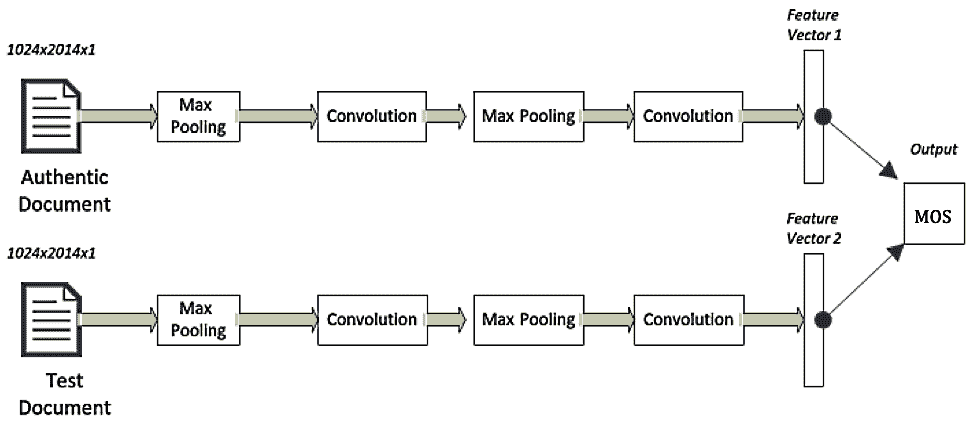 Feature
Vector 1
1024x2014x1
Max
Pooling
Convolution
Max Pooling
Convolution
Authentic
Document
Output
MOS
Feature
Vector 2
1024x2014x1
Max
Pooling
Convolution
Max Pooling
Convolution
Test
Document